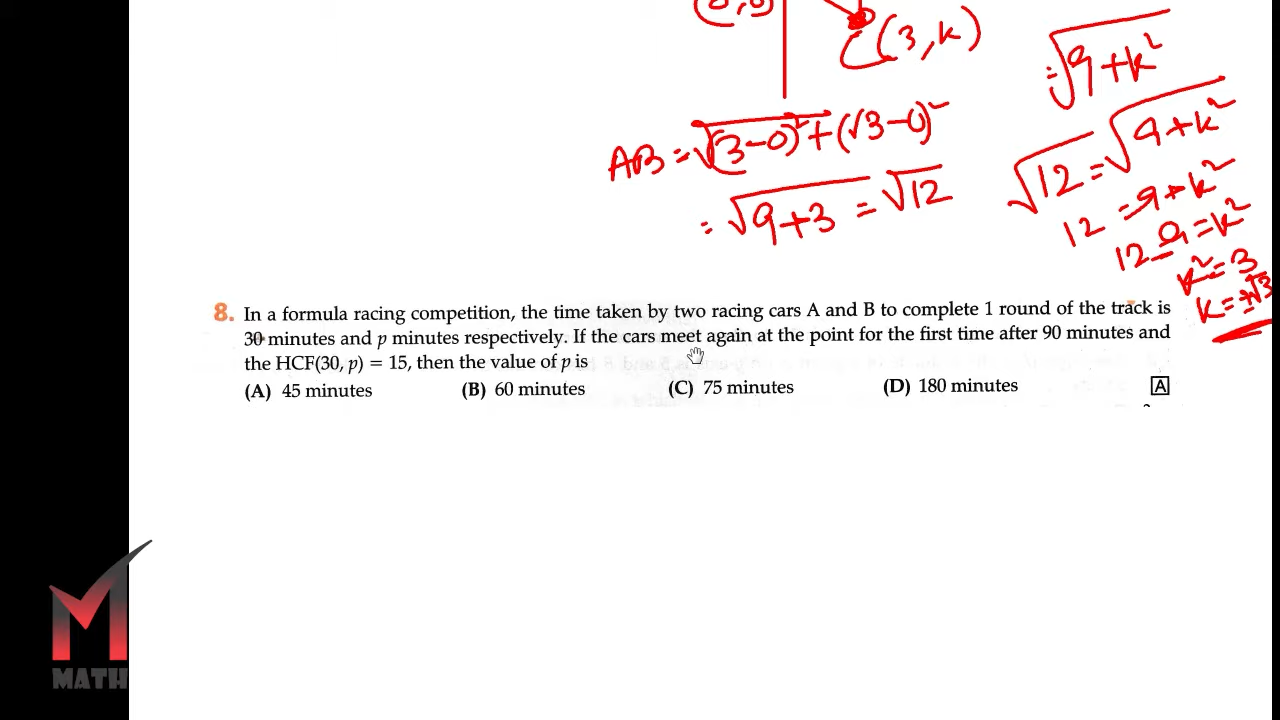 (3, k)
= √9 + k²
AB = √(3 - 0)² + (√3 - 0)²
= √9 + 3 = √12
√12 = √9 + k²
12 = 9 + k²
12 - 9 = k²
k² = 3
k = ±√3
8. In a formula racing competition, the time taken by two racing cars A and B to complete 1 round of the track is
30 minutes and p minutes respectively. If the cars meet again at the point for the first time after 90 minutes and
the HCF(30, p) = 15, then the value of p is
(A) 45 minutes (B) 60 minutes (C) 75 minutes (D) 180 minutes A
MATH